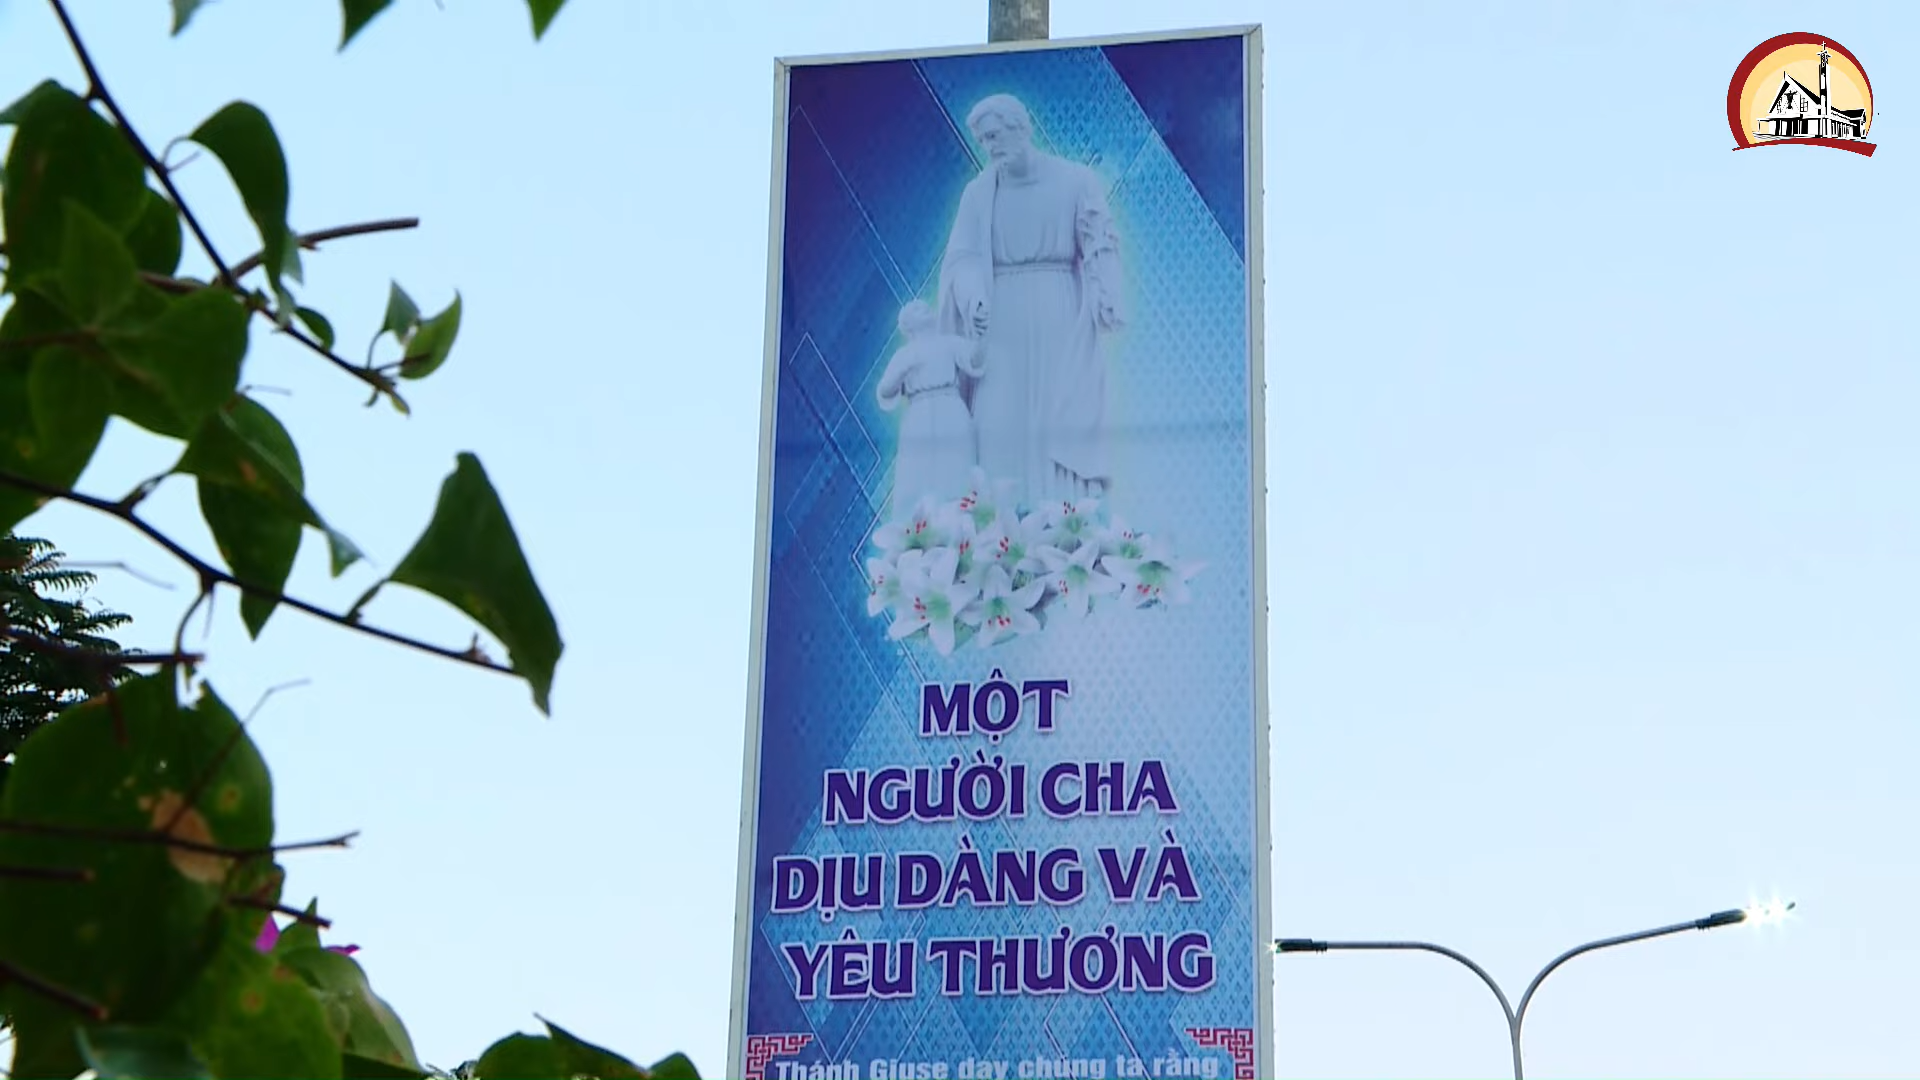 MỘT
NGƯỜI CHA
DỊU DÀNG VÀ
YÊU THƯƠNG
Thánh Giuse dạy chúng ta rằng